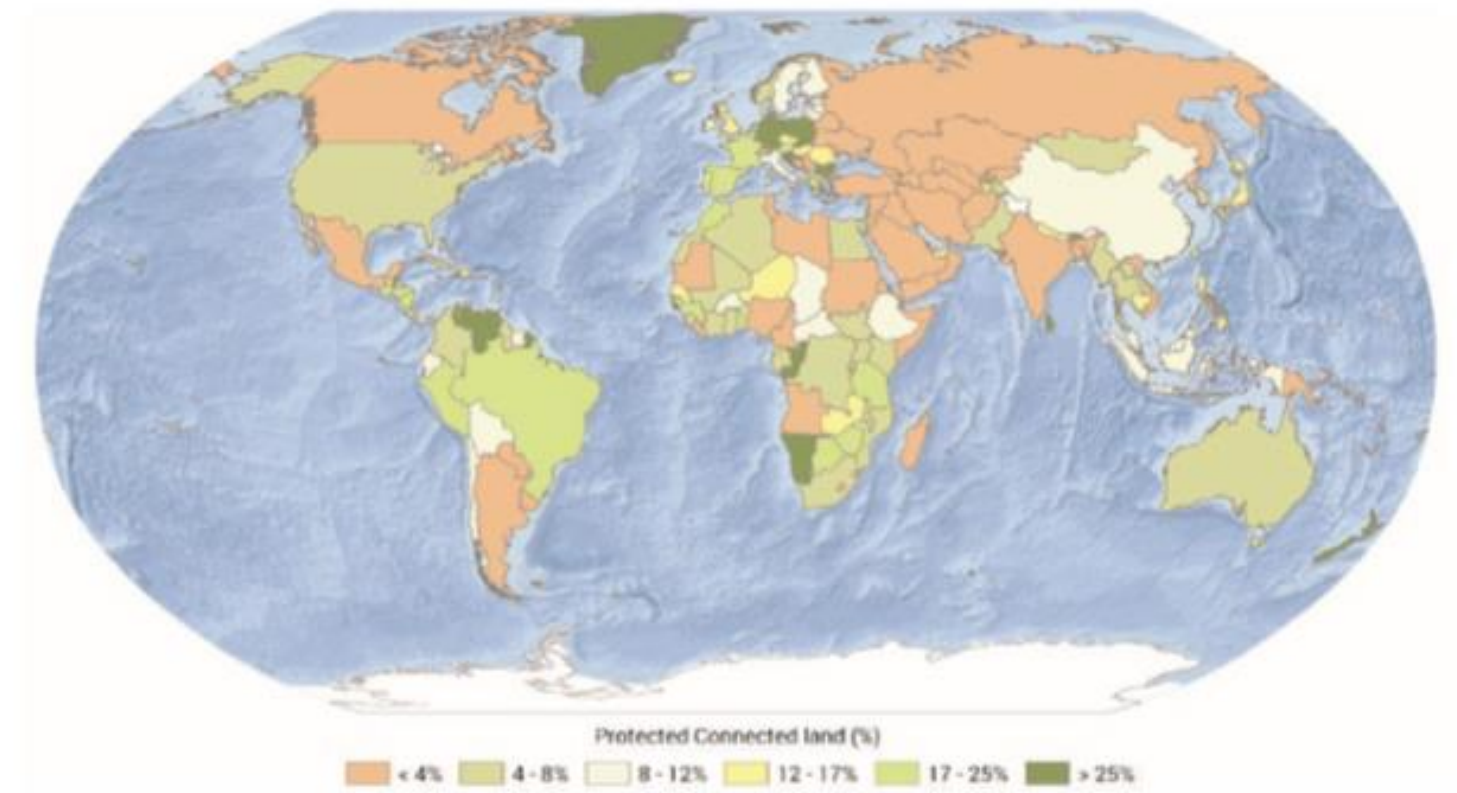 Protected Connected land (%)
< 4% 4 - 8% 8 - 12% 12 - 17% 17 - 25% > 25%